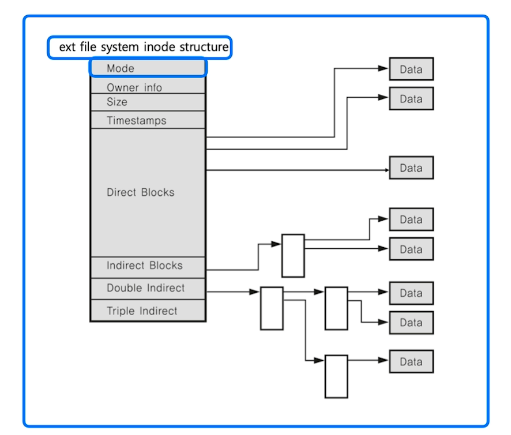 ext file system inode structure
Mode
Owner info
Size
Timestamps
Direct Blocks
Indirect Blocks
Double Indirect
Triple Indirect
Data
Data
Data
Data
Data
Data
Data
Data